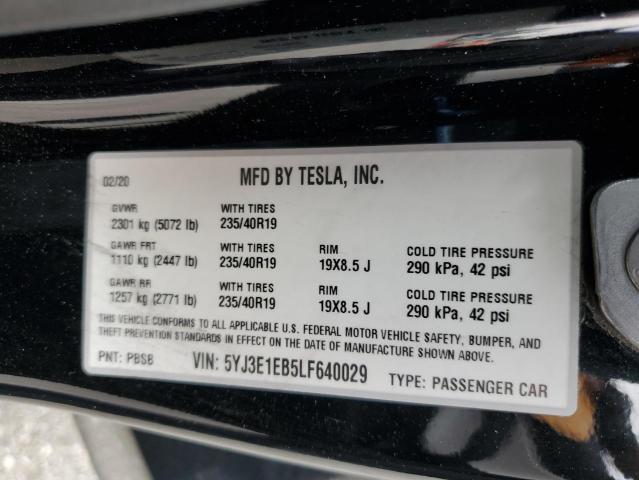 02/20 MFD BY TESLA, INC.
GVWR WITH TIRES
2301 kg (5072 lb) 235/40R19
GAWR FRT WITH TIRES RIM COLD TIRE PRESSURE
1110 kg (2447 lb) 235/40R19 19X8.5 J 290 kPa, 42 psi
GAWR RR WITH TIRES RIM COLD TIRE PRESSURE
1257 kg (2771 lb) 235/40R19 19X8.5 J 290 kPa, 42 psi
THIS VEHICLE CONFORMS TO ALL APPLICABLE U.S. FEDERAL MOTOR VEHICLE SAFETY, BUMPER, AND
THEFT PREVENTION STANDARDS IN EFFECT ON THE DATE OF MANUFACTURE SHOWN ABOVE.
PNT: PBSB VIN: 5YJ3E1EB5LF640029 TYPE: PASSENGER CAR